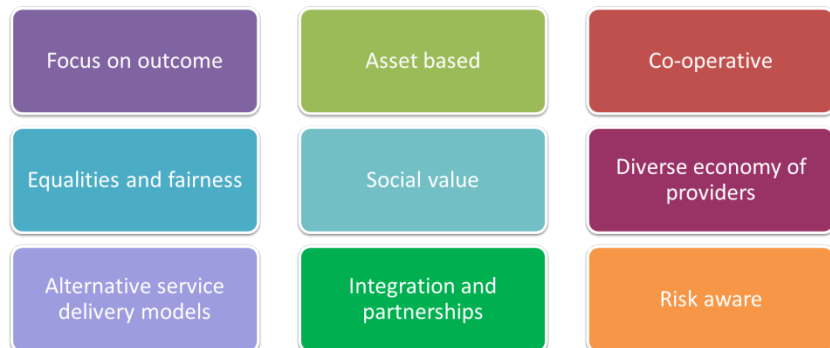 Focus on outcome
Asset based
Co-operative
Equalities and fairness
Social value
Diverse economy of
providers
Alternative service
delivery models
Integration and
partnerships
Risk aware